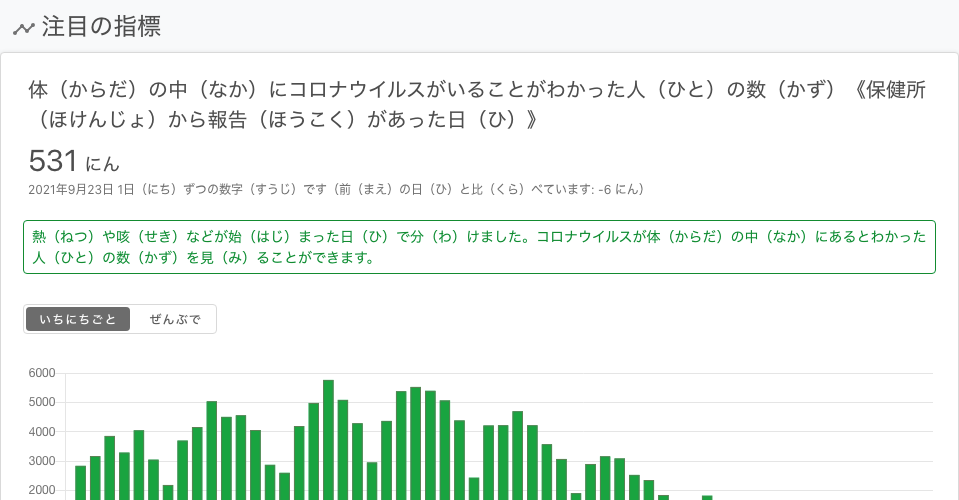 注目の指標
体（からだ）の中（なか）にコロナウイルスがいることがわかった人（ひと）の数（かず）《保健所
（ほけんじょ）から報告（ほうこく）があった日（ひ）》
531 にん
2021年9月23日 1日（にち）ずつの数字（すうじ）です（前（まえ）の日（ひ）と比（くら）べています: -6 にん）
熱（ねつ）や咳（せき）などが始（はじ）まった日（ひ）で分（わ）けました。コロナウイルスが体（からだ）の中（なか）にあるとわかった
人（ひと）の数（かず）を見（み）ることができます。
いちにちごと ぜんぶで
6000
5000
4000
3000
2000